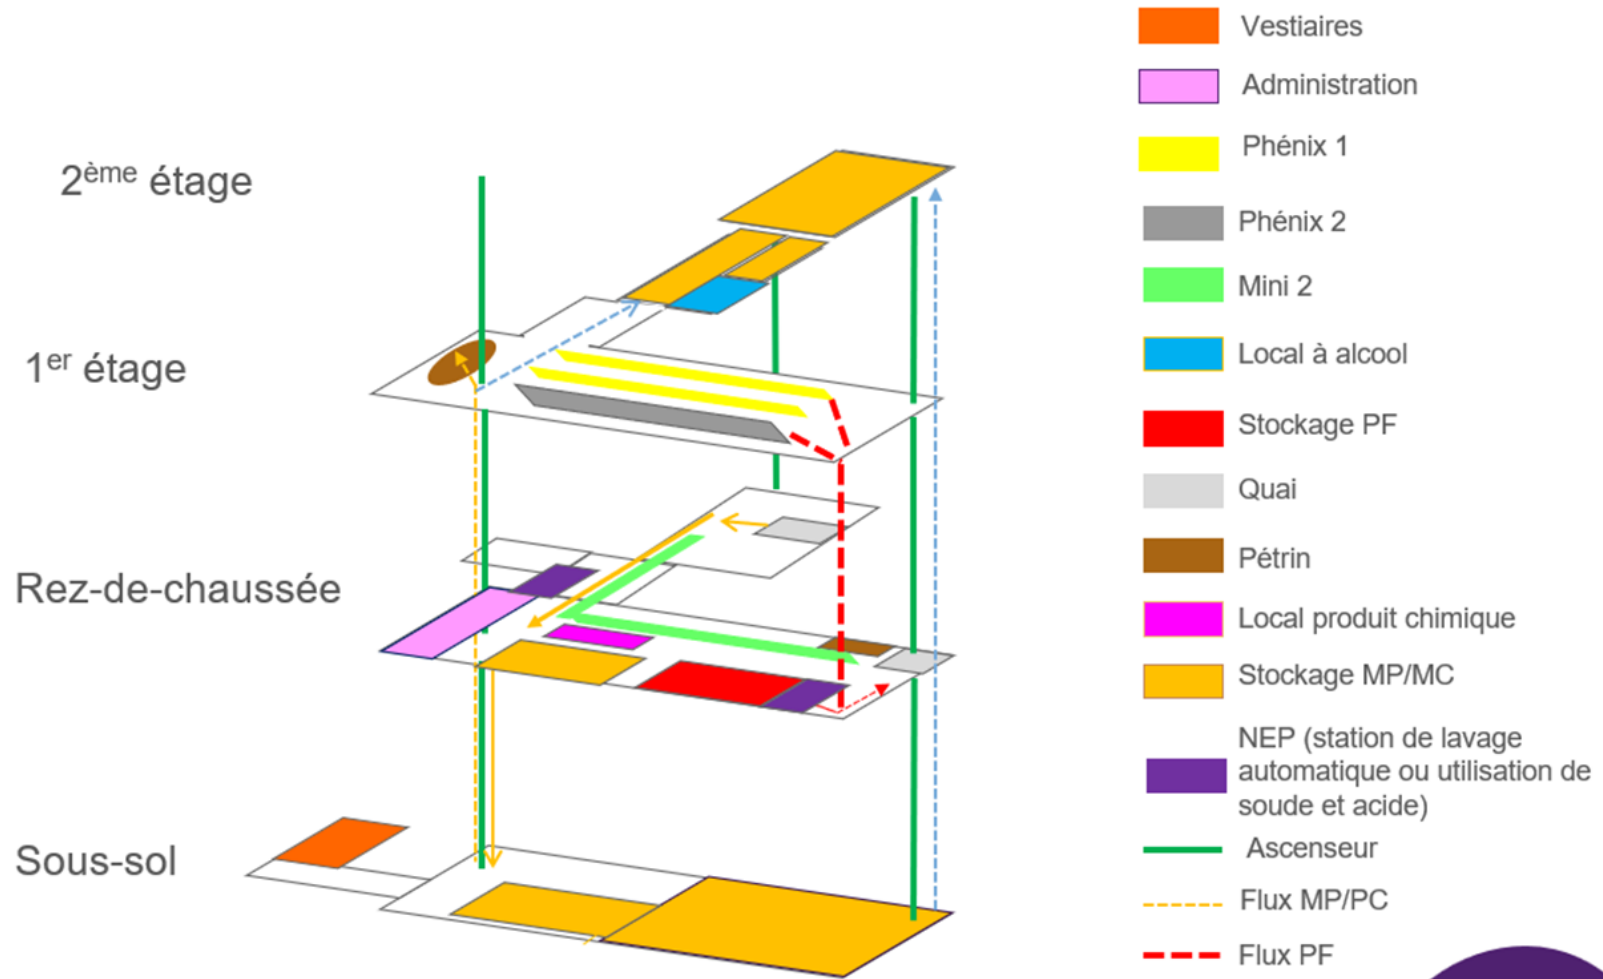 2ème étage
1er étage
Rez-de-chaussée
Sous-sol
Vestiaires
Administration
Phénix 1
Phénix 2
Mini 2
Local à alcool
Stockage PF
Quai
Pétrin
Local produit chimique
Stockage MP/MC
NEP (station de lavage
automatique ou utilisation de
soude et acide)
Ascenseur
Flux MP/PC
Flux PF